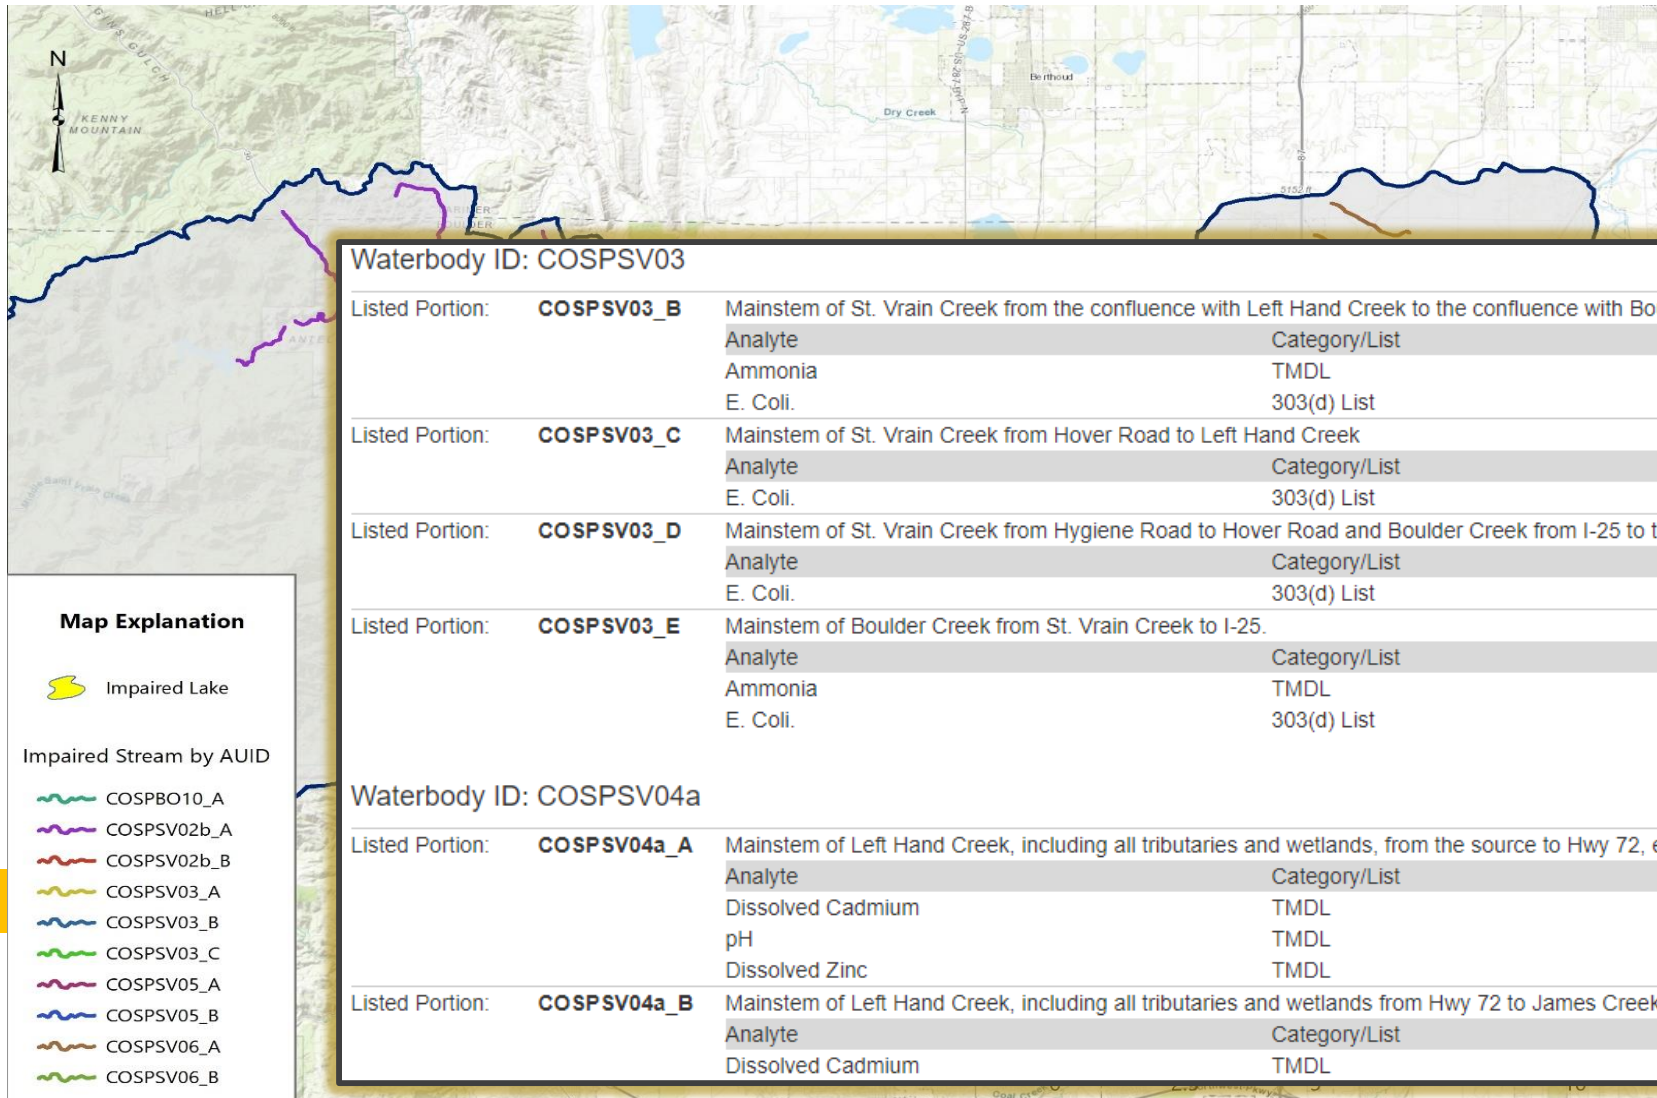 N
KENNY
MOUNTAIN
GULCH
Berthoud
Dry Creek
5152 ft
87
36
Waterbody ID: COSPSV03
Listed Portion: COSPSV03_B Mainstem of St. Vrain Creek from the confluence with Left Hand Creek to the confluence with Bo
Analyte Category/List
Ammonia TMDL
E. Coli. 303(d) List
Listed Portion: COSPSV03_C Mainstem of St. Vrain Creek from Hover Road to Left Hand Creek
Analyte Category/List
E. Coli. 303(d) List
Listed Portion: COSPSV03_D Mainstem of St. Vrain Creek from Hygiene Road to Hover Road and Boulder Creek from I-25 to t
Analyte Category/List
E. Coli. 303(d) List
Listed Portion: COSPSV03_E Mainstem of Boulder Creek from St. Vrain Creek to I-25.
Analyte Category/List
Ammonia TMDL
E. Coli. 303(d) List
Waterbody ID: COSPSV04a
Listed Portion: COSPSV04a_A Mainstem of Left Hand Creek, including all tributaries and wetlands, from the source to Hwy 72, e
Analyte Category/List
Dissolved Cadmium TMDL
pH TMDL
Dissolved Zinc TMDL
Listed Portion: COSPSV04a_B Mainstem of Left Hand Creek, including all tributaries and wetlands from Hwy 72 to James Creek
Analyte Category/List
Dissolved Cadmium TMDL
Map Explanation
Impaired Lake
Impaired Stream by AUID
COSPBO10_A
COSPSV02b_A
COSPSV02b_B
COSPSV03_A
COSPSV03_B
COSPSV03_C
COSPSV05_A
COSPSV05_B
COSPSV06_A
COSPSV06_B